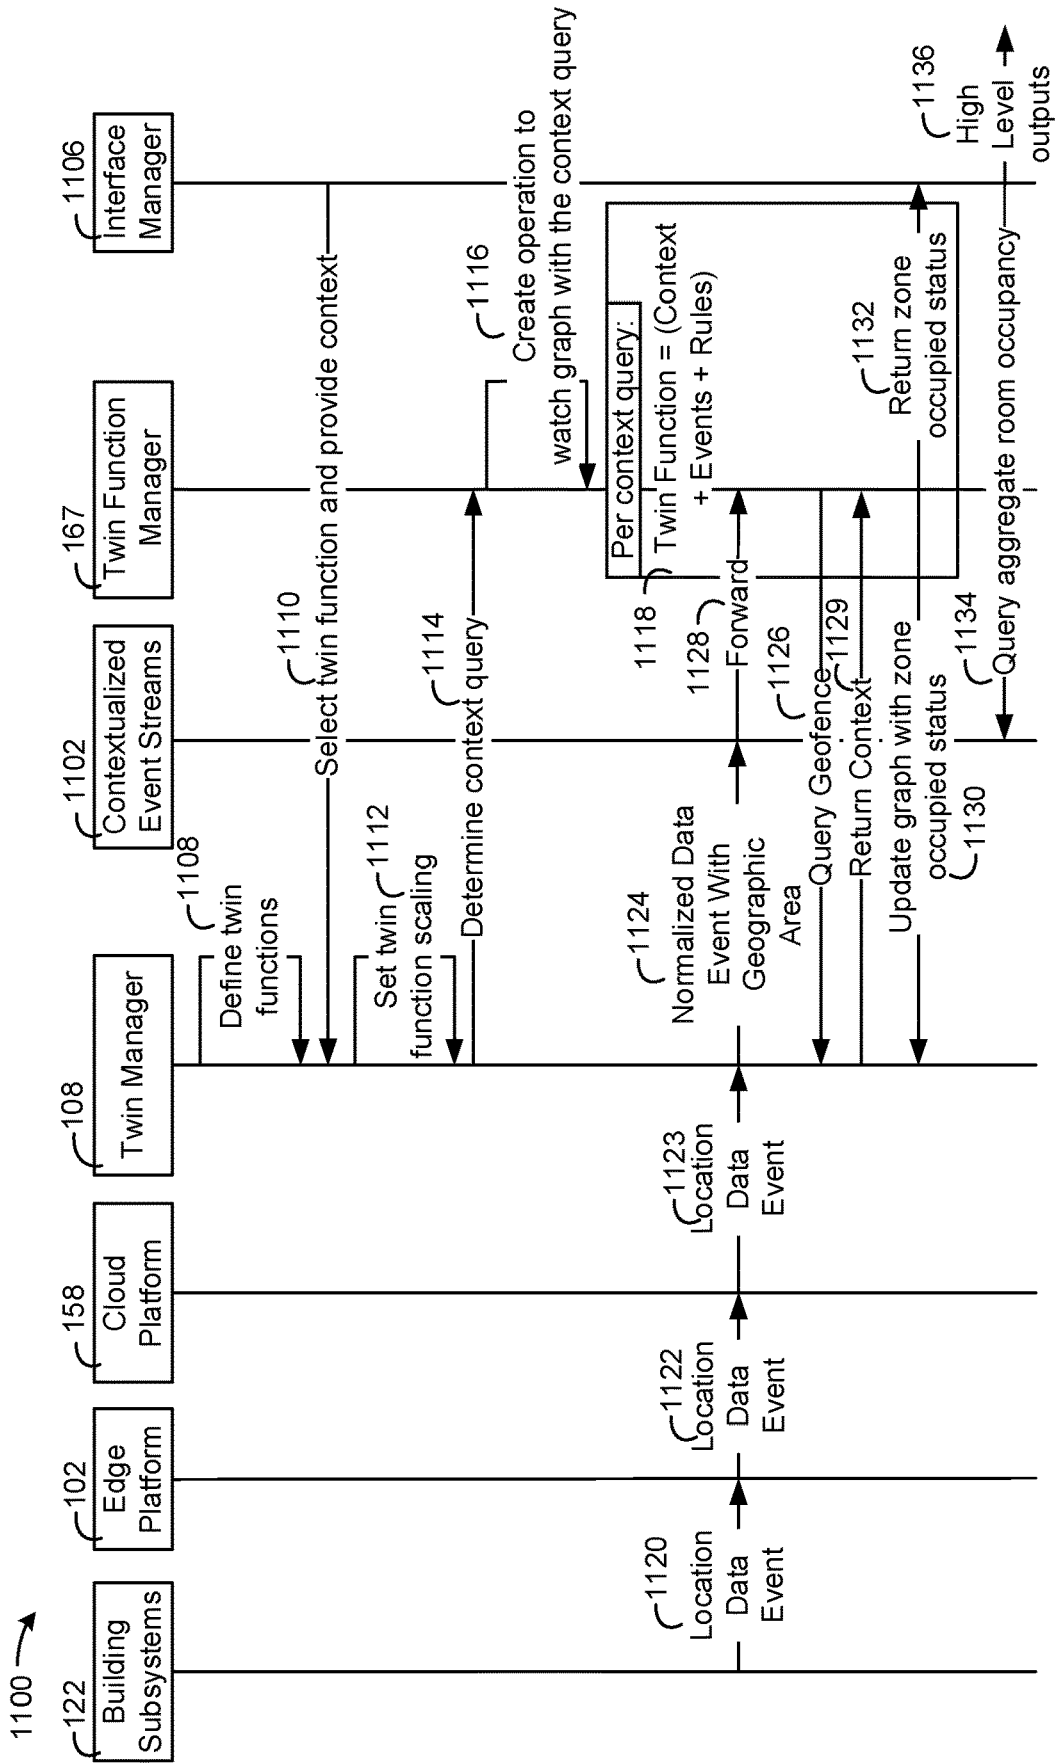 1100
122
Building
Subsystems
102
Edge
Platform
158
Cloud
Platform
108
Twin Manager
1102
Contextualized
Event Streams
167
Twin Function
Manager
1106
Interface
Manager
1108
Define twin
functions
1110
Select twin function and provide context
1112
Set twin
function scaling
1114
Determine context query
1116
Create operation to
watch graph with the context query
Per context query:
1118
Twin Function = (Context
+ Events + Rules)
1120
Location
Data
Event
1122
Location
Data
Event
1123
Location
Data
Event
1124
Normalized Data
Event With
Geographic
Area
1128
Forward
1126
Query Geofence
1129
Return Context
Update graph with zone
occupied status
1130
1132
Return zone
occupied status
1134
Query aggregate room occupancy
1136
High
Level
outputs